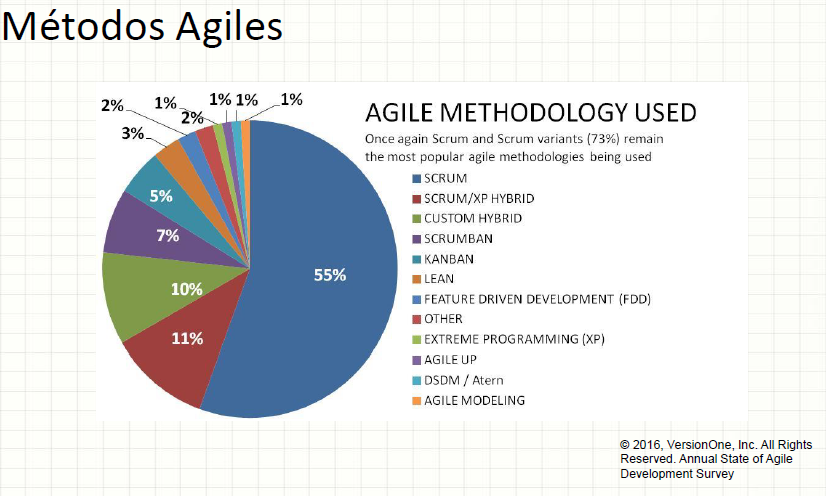 Métodos Agiles
2%
1%
2%
1%
1%
1%
3%
5%
7%
10%
11%
55%
AGILE METHODOLOGY USED
Once again Scrum and Scrum variants (73%) remain
the most popular agile methodologies being used
SCRUM
SCRUM/XP HYBRID
CUSTOM HYBRID
SCRUMBAN
KANBAN
LEAN
FEATURE DRIVEN DEVELOPMENT (FDD)
OTHER
EXTREME PROGRAMMING (XP)
AGILE UP
DSDM / Atern
AGILE MODELING
© 2016, VersionOne, Inc. All Rights
Reserved. Annual State of Agile
Development Survey